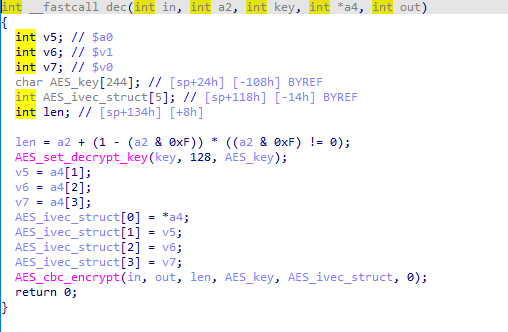 int __fastcall dec(int in, int a2, int key, int *a4, int out)
{
int v5; // $a0
int v6; // $v1
int v7; // $v0
char AES_key[244]; // [sp+24h] [-108h] BYREF
int AES_ivec_struct[5]; // [sp+118h] [-14h] BYREF
int len; // [sp+134h] [+8h]
len = a2 + (1 - (a2 & 0xF)) * ((a2 & 0xF) != 0);
AES_set_decrypt_key(key, 128, AES_key);
v5 = a4[1];
v6 = a4[2];
v7 = a4[3];
AES_ivec_struct[0] = *a4;
AES_ivec_struct[1] = v5;
AES_ivec_struct[2] = v6;
AES_ivec_struct[3] = v7;
AES_cbc_encrypt(in, out, len, AES_key, AES_ivec_struct, 0);
return 0;
}